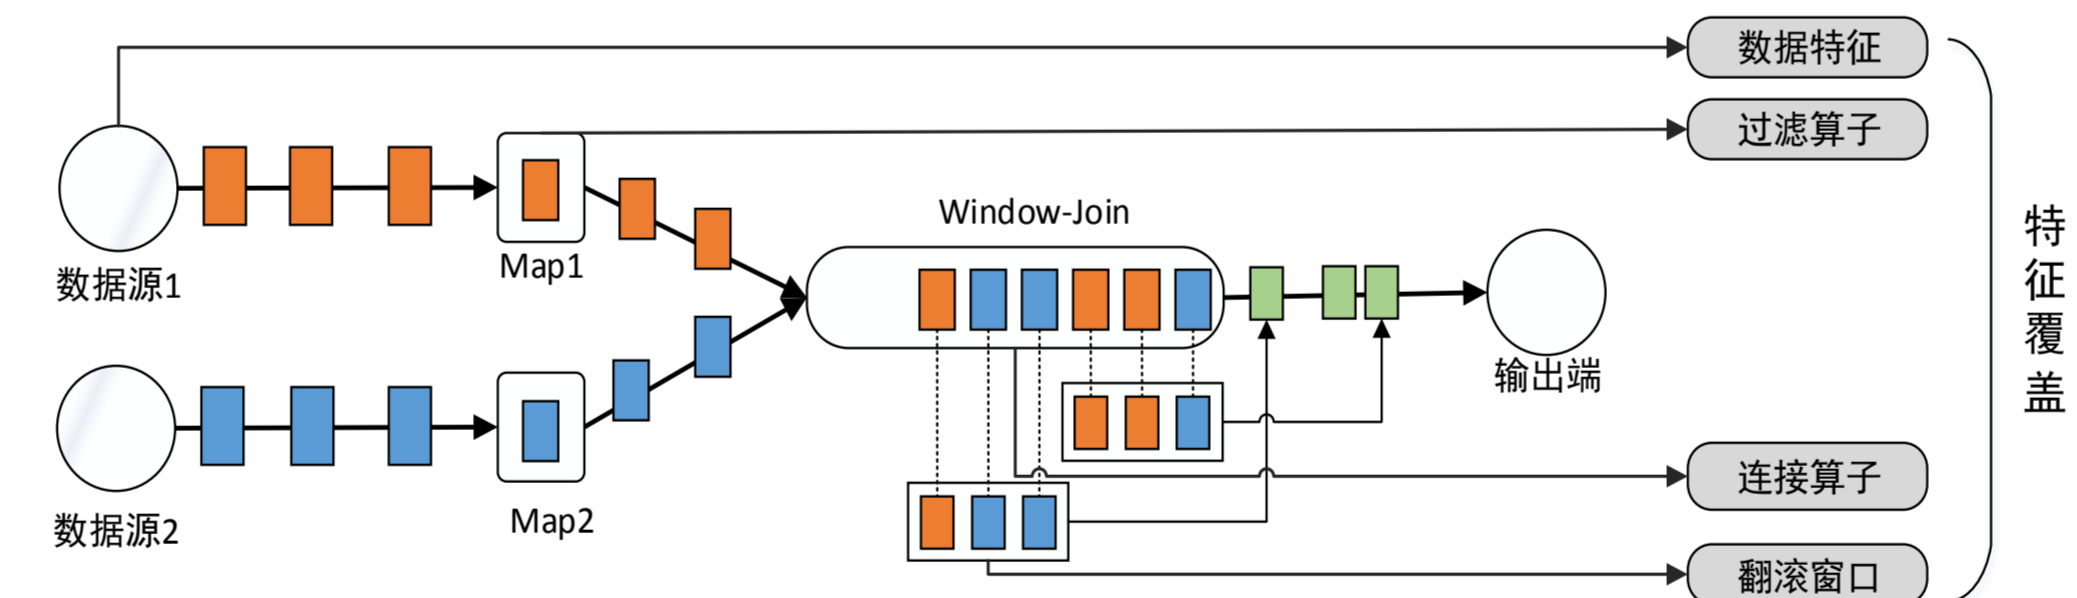 数据特征
过滤算子
Window-Join
Map1
数据源1
输出端
连接算子
Map2
数据源2
翻滚窗口
特征覆盖